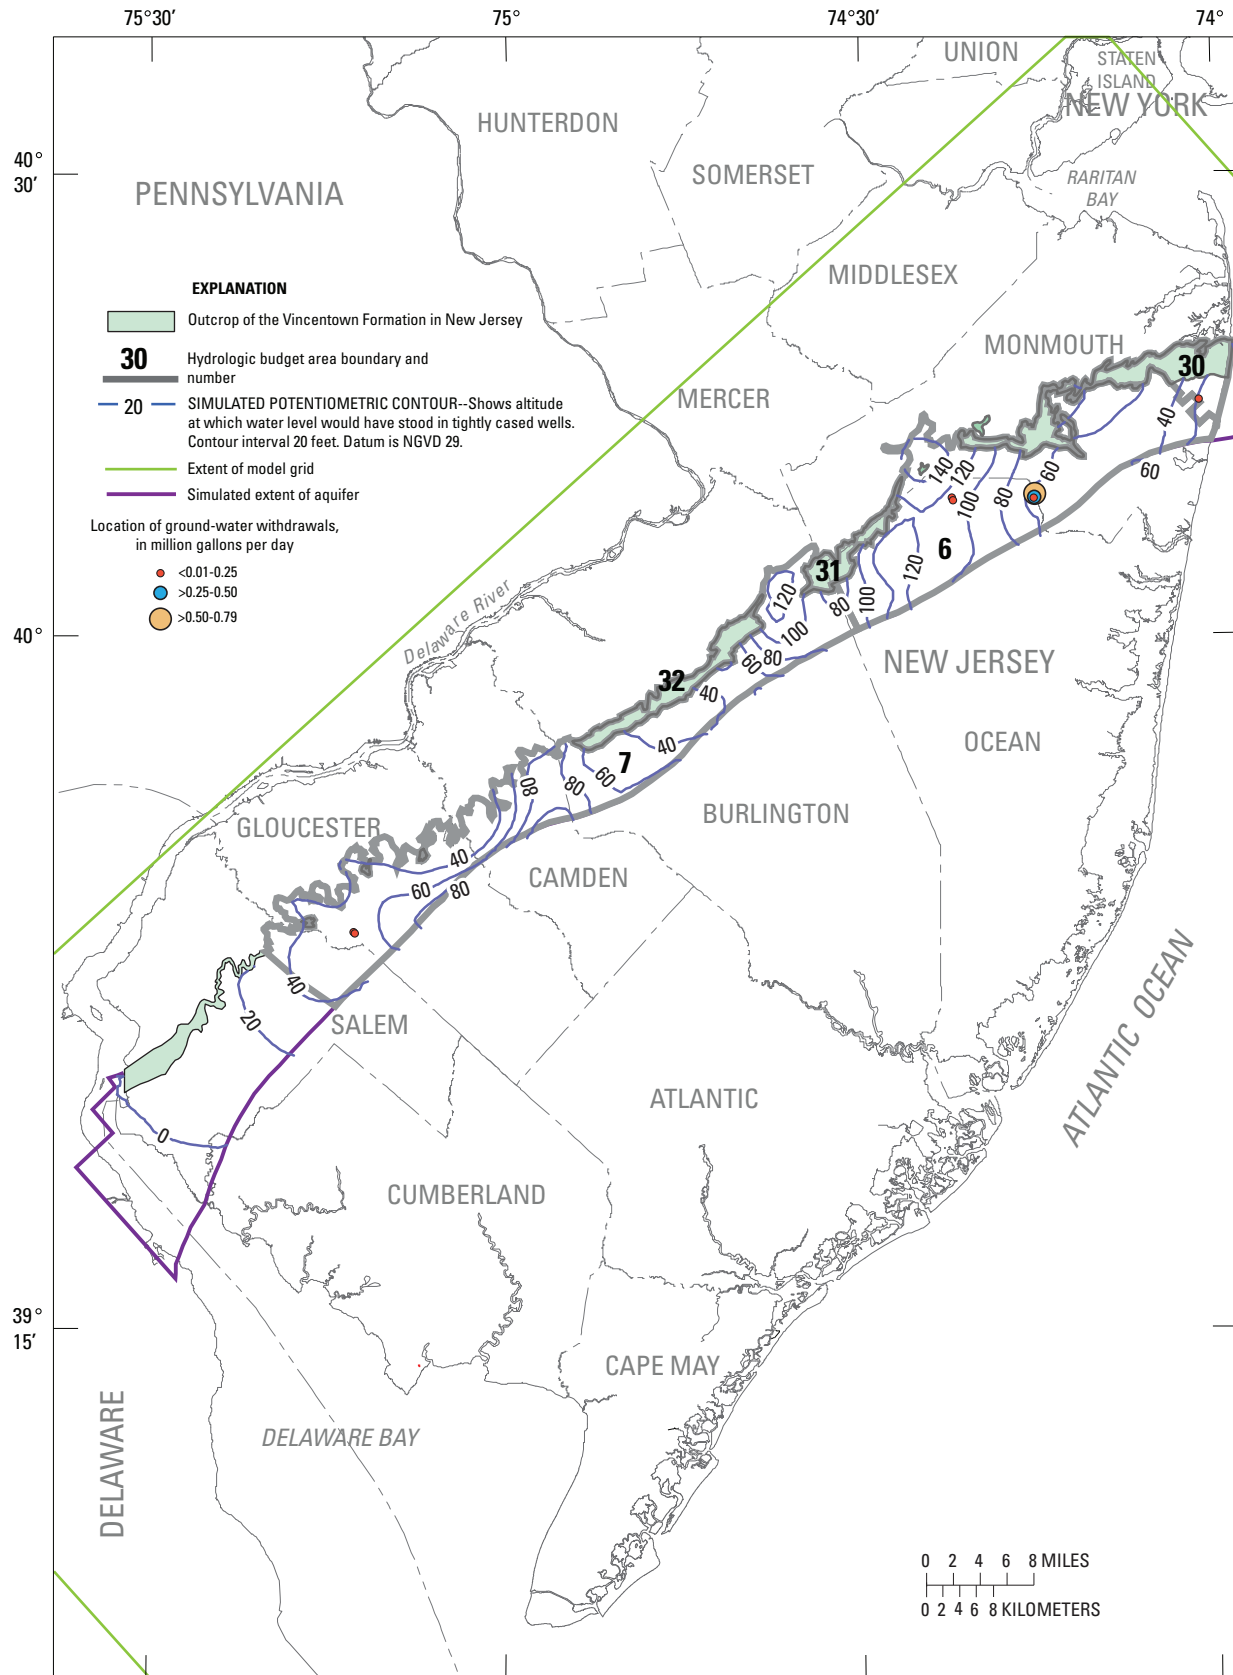 75°30'
75°
74°30'
74°
40°
30'
40°
39°
15'
UNION
STATEN
ISLAND
NEW YORK
HUNTERDON
SOMERSET
PENNSYLVANIA
RARITAN
BAY
MIDDLESEX
MONMOUTH
MERCER
EXPLANATION
Outcrop of the Vincentown Formation in New Jersey
30
Hydrologic budget area boundary and
number
20
SIMULATED POTENTIOMETRIC CONTOUR--Shows altitude
at which water level would have stood in tightly cased wells.
Contour interval 20 feet. Datum is NGVD 29.
Extent of model grid
Simulated extent of aquifer
Location of ground-water withdrawals,
in million gallons per day
<0.01-0.25
>0.25-0.50
>0.50-0.79
30
40
60
60
80
100
120
140
6
120
100
80
31
120
100
80
60
40
32
Delaware River
NEW JERSEY
OCEAN
40
7
60
80
80
BURLINGTON
GLOUCESTER
40
60
80
CAMDEN
40
20
0
SALEM
ATLANTIC
CUMBERLAND
CAPE MAY
ATLANTIC OCEAN
DELAWARE
DELAWARE BAY
0 2 4 6 8 MILES
0 2 4 6 8 KILOMETERS